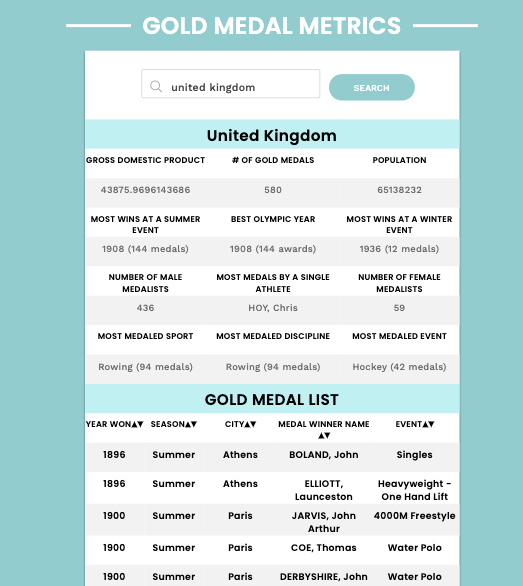 GOLD MEDAL METRICS
united kingdom
SEARCH
United Kingdom
GROSS DOMESTIC PRODUCT # OF GOLD MEDALS POPULATION
43875.9696143686 580 65138232
MOST WINS AT A SUMMER EVENT BEST OLYMPIC YEAR MOST WINS AT A WINTER EVENT
1908 (144 medals) 1908 (144 awards) 1936 (12 medals)
NUMBER OF MALE MEDALISTS MOST MEDALS BY A SINGLE ATHLETE NUMBER OF FEMALE MEDALISTS
436 HOY, Chris 59
MOST MEDALED SPORT MOST MEDALED DISCIPLINE MOST MEDALED EVENT
Rowing (94 medals) Rowing (94 medals) Hockey (42 medals)
GOLD MEDAL LIST
YEAR WON▲▼ SEASON▲▼ CITY▲▼ MEDAL WINNER NAME ▲▼ EVENT▲▼
1896 Summer Athens BOLAND, John Singles
1896 Summer Athens ELLIOTT, Launceston Heavyweight - One Hand Lift
1900 Summer Paris JARVIS, John Arthur 4000M Freestyle
1900 Summer Paris COE, Thomas Water Polo
1900 Summer Paris DERBYSHIRE, John Water Polo